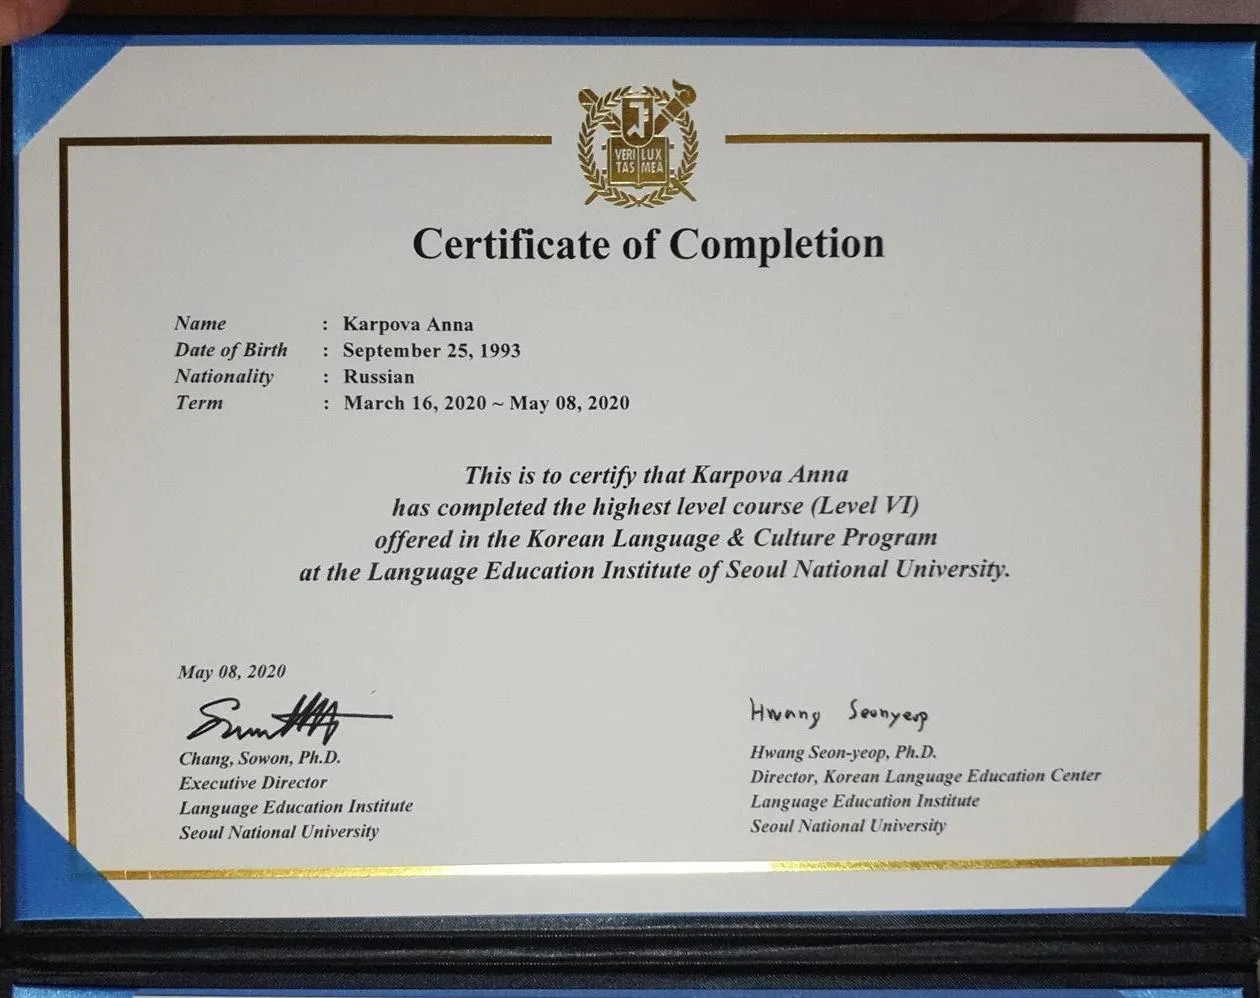 VERI LUX
TAS MEA
Certificate of Completion
Name : Karpova Anna
Date of Birth : September 25, 1993
Nationality : Russian
Term : March 16, 2020 ~ May 08, 2020
This is to certify that Karpova Anna
has completed the highest level course (Level VI)
offered in the Korean Language & Culture Program
at the Language Education Institute of Seoul National University.
May 08, 2020
Chang, Sowon, Ph.D.
Executive Director
Language Education Institute
Seoul National University
Hwang Seonyeop
Hwang Seon-yeop, Ph.D.
Director, Korean Language Education Center
Language Education Institute
Seoul National University